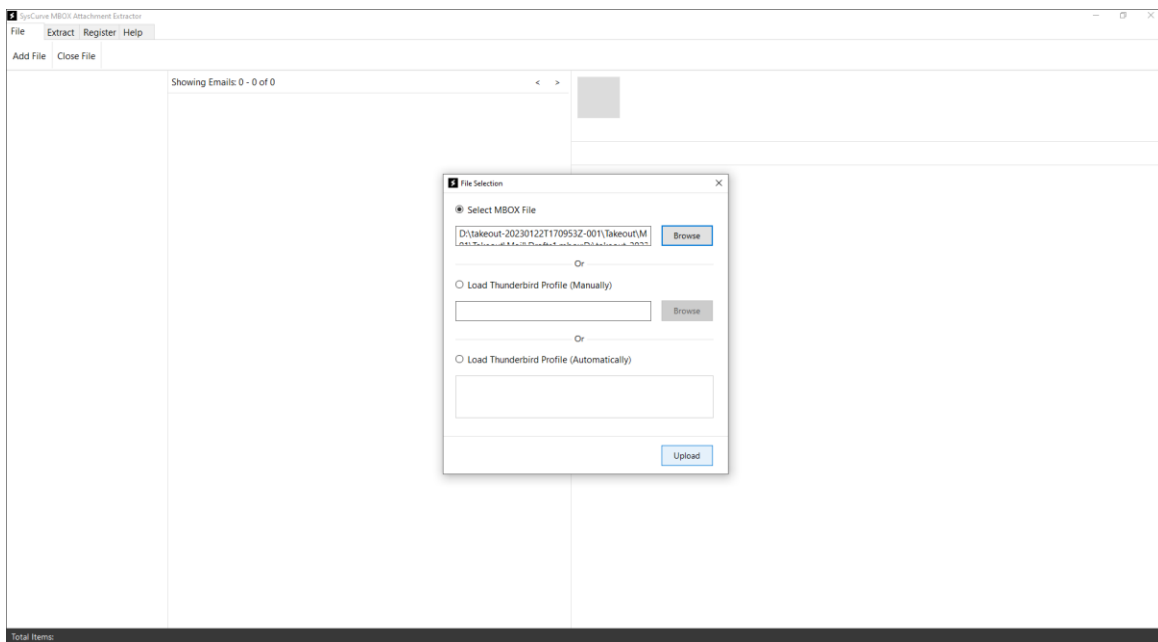 SysCurve MBOX Attachment Extractor
File Extract Register Help
Add File Close File
Showing Emails: 0 - 0 of 0 < >
File Selection
Select MBOX File
D:\takeout-20230122T170953Z-001\Takeout\M
Browse
Or
Load Thunderbird Profile (Manually)
Browse
Or
Load Thunderbird Profile (Automatically)
Upload
Total Items: